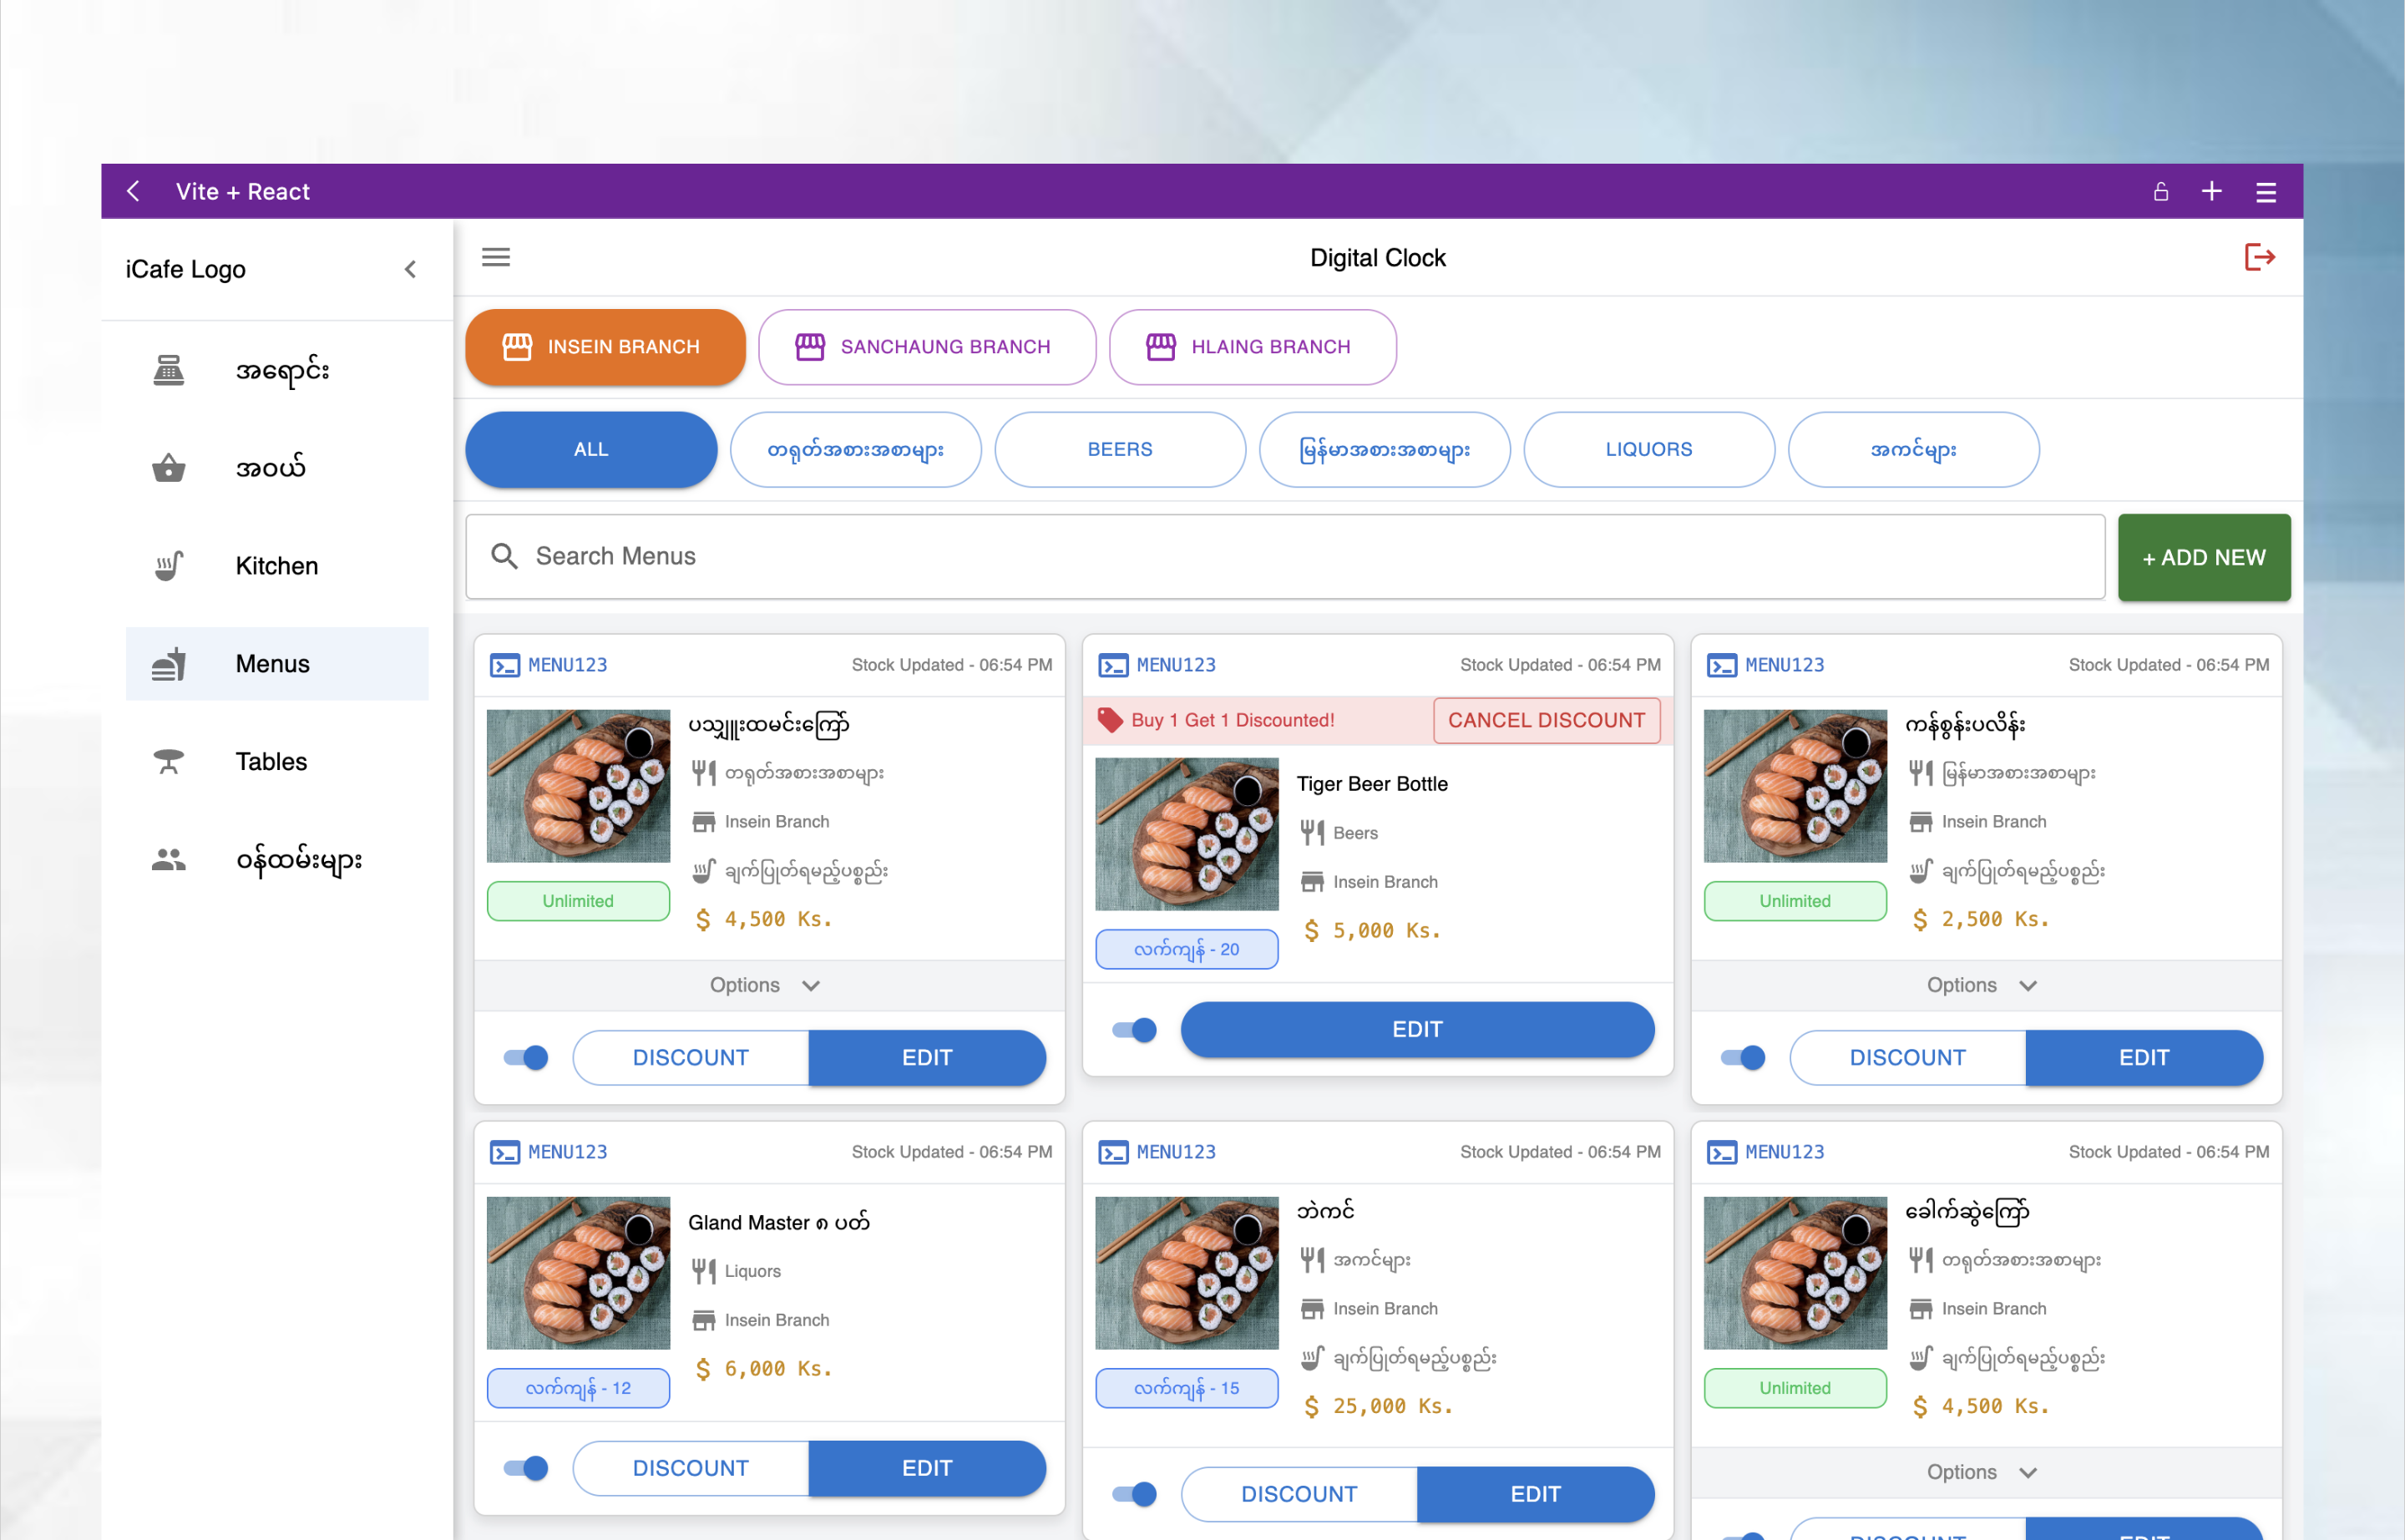 Vite + React
iCafe Logo
Digital Clock
အရောင်း
အဝယ်
Kitchen
Menus
Tables
ဝန်ထမ်းများ
INSEIN BRANCH
SANCHAUNG BRANCH
HLAING BRANCH
ALL
တရုတ်အစားအစာများ
BEERS
မြန်မာအစားအစာများ
LIQUORS
အကင်များ
Search Menus
+ ADD NEW
MENU123
Stock Updated - 06:54 PM
ပသျှူးထမင်းကြော်
တရုတ်အစားအစာများ
Insein Branch
ချက်ပြုတ်ရမည့်ပစ္စည်း
Unlimited
$ 4,500 Ks.
Options
DISCOUNT
EDIT
MENU123
Stock Updated - 06:54 PM
Buy 1 Get 1 Discounted!
CANCEL DISCOUNT
Tiger Beer Bottle
Beers
Insein Branch
$ 5,000 Ks.
လက်ကျန် - 20
EDIT
MENU123
Stock Updated - 06:54 PM
ကန်စွန်းပလိန်း
မြန်မာအစားအစာများ
Insein Branch
ချက်ပြုတ်ရမည့်ပစ္စည်း
Unlimited
$ 2,500 Ks.
Options
DISCOUNT
EDIT
MENU123
Stock Updated - 06:54 PM
Gland Master ၈ ပတ်
Liquors
Insein Branch
$ 6,000 Ks.
လက်ကျန် - 12
DISCOUNT
EDIT
MENU123
Stock Updated - 06:54 PM
ဘဲကင်
အကင်များ
Insein Branch
ချက်ပြုတ်ရမည့်ပစ္စည်း
လက်ကျန် - 15
$ 25,000 Ks.
DISCOUNT
EDIT
MENU123
Stock Updated - 06:54 PM
ခေါက်ဆွဲကြော်
တရုတ်အစားအစာများ
Insein Branch
ချက်ပြုတ်ရမည့်ပစ္စည်း
Unlimited
$ 4,500 Ks.
Options
DISCOUNT
EDIT